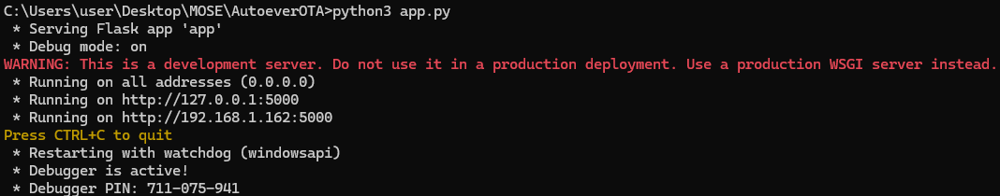 C:\Users\user\Desktop\MOSE\AutoeverOTA>python3 app.py
 * Serving Flask app 'app'
 * Debug mode: on
WARNING: This is a development server. Do not use it in a production deployment. Use a production WSGI server instead.
 * Running on all addresses (0.0.0.0)
 * Running on http://127.0.0.1:5000
 * Running on http://192.168.1.162:5000
Press CTRL+C to quit
 * Restarting with watchdog (windowsapi)
 * Debugger is active!
 * Debugger PIN: 711-075-941